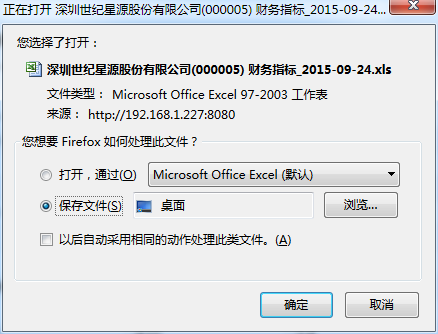 正在打开 深圳世纪星源股份有限公司(000005) 财务指标_2015-09-24...
您选择了打开：
深圳世纪星源股份有限公司(000005) 财务指标_2015-09-24.xls
文件类型： Microsoft Office Excel 97-2003 工作表
来源： http://192.168.1.227:8080
您想要 Firefox 如何处理此文件？
打开，通过(O) Microsoft Office Excel (默认)
保存文件(S) 桌面 浏览...
以后自动采用相同的动作处理此类文件。(A)
确定 取消